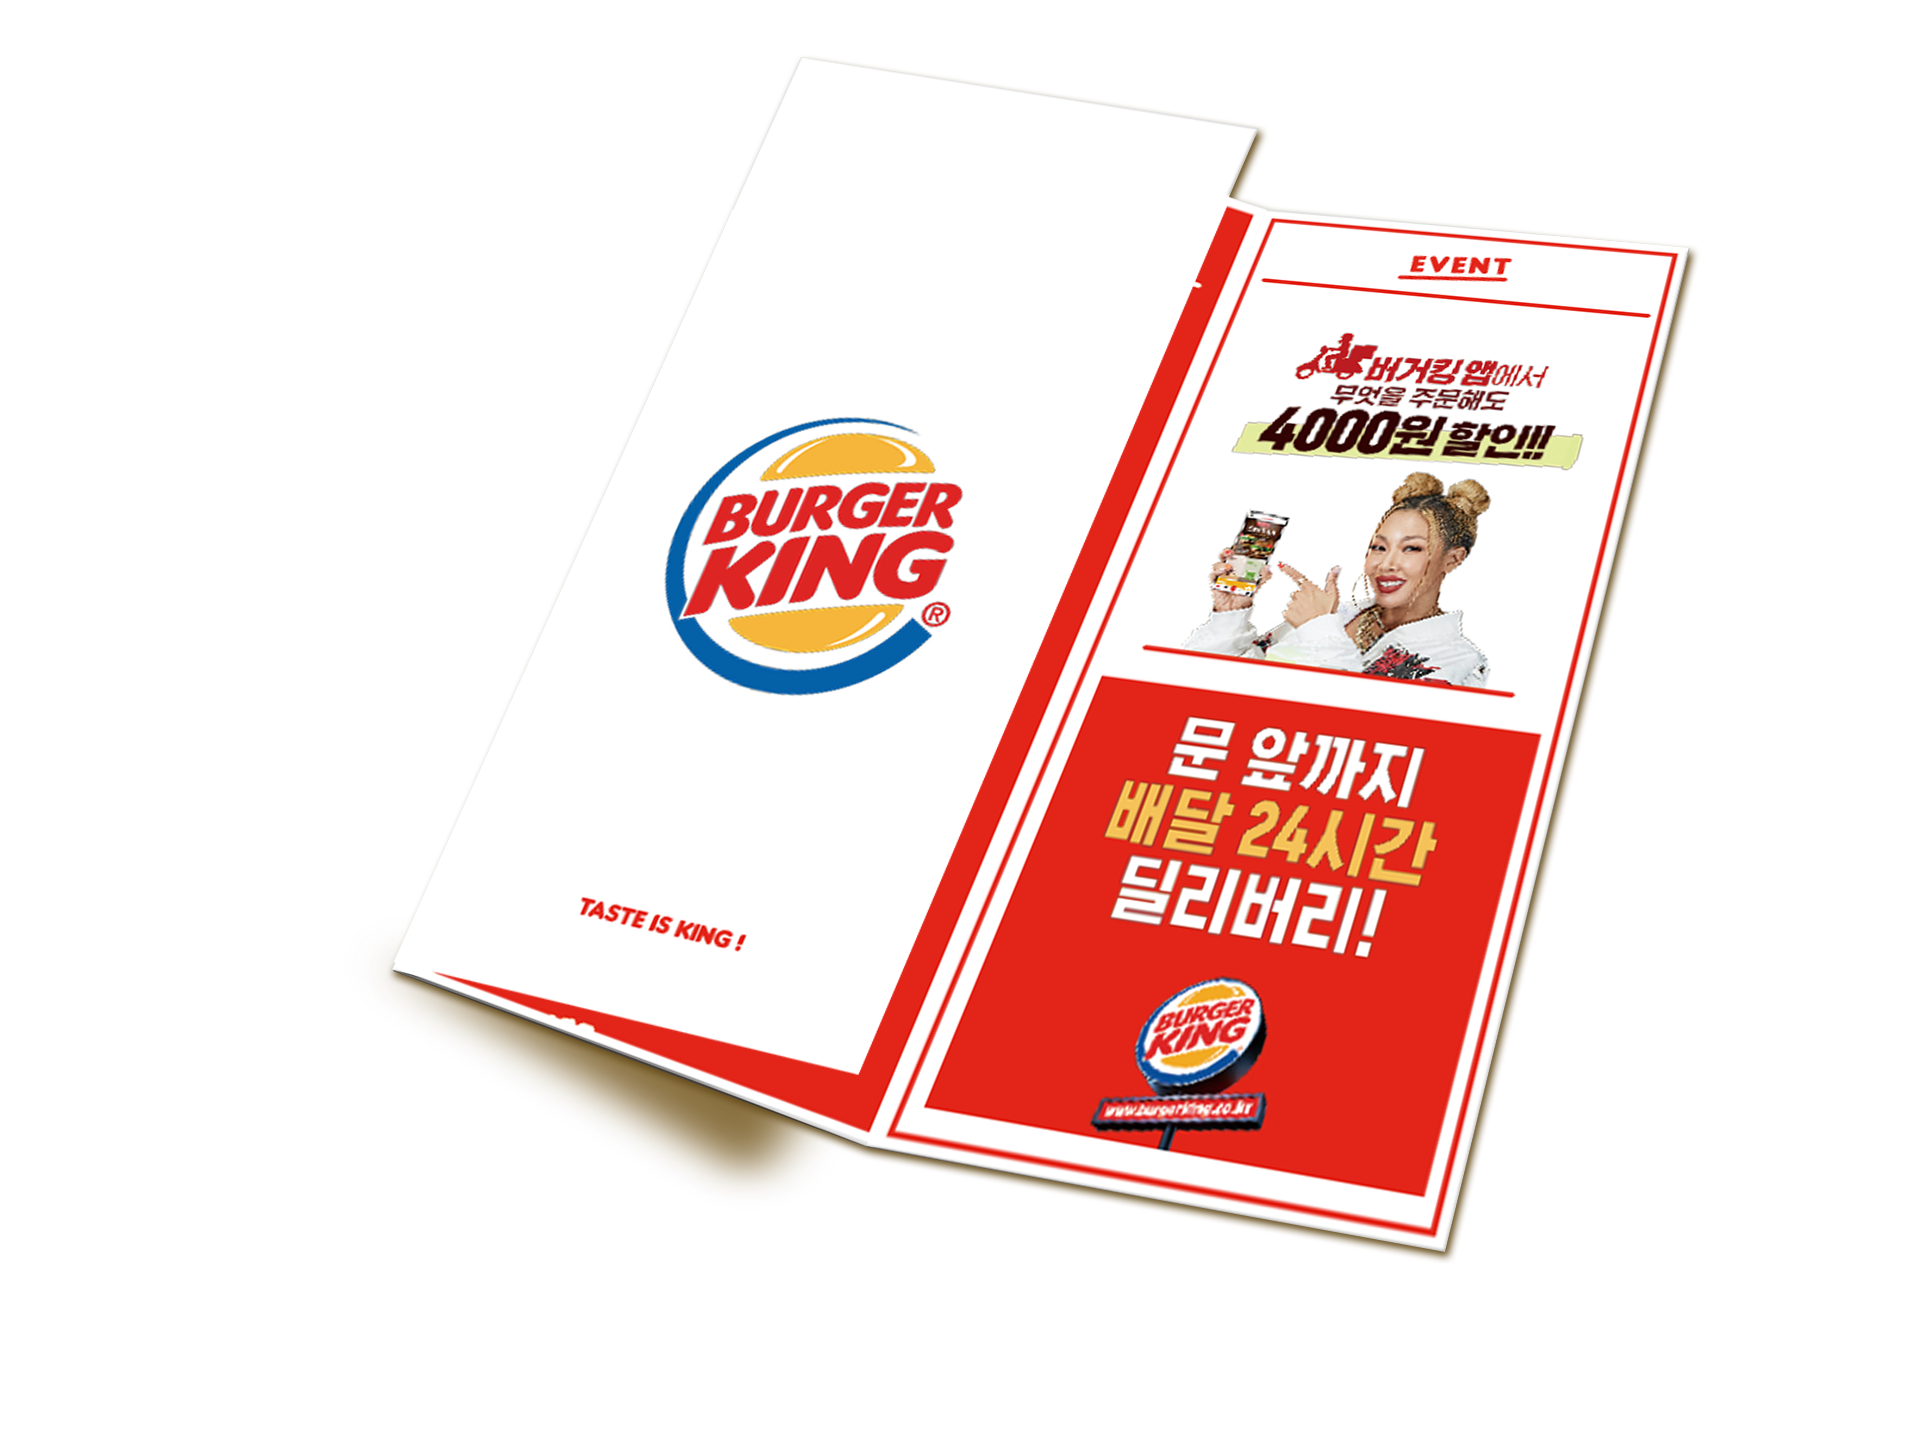 BURGER
KING
®
TASTE IS KING !
EVENT
버거킹 앱에서
무엇을 주문해도
4000원 할인!!!
문 앞까지
배달 24시간
딜리버리!
BURGER
KING
www.burgerking.co.kr